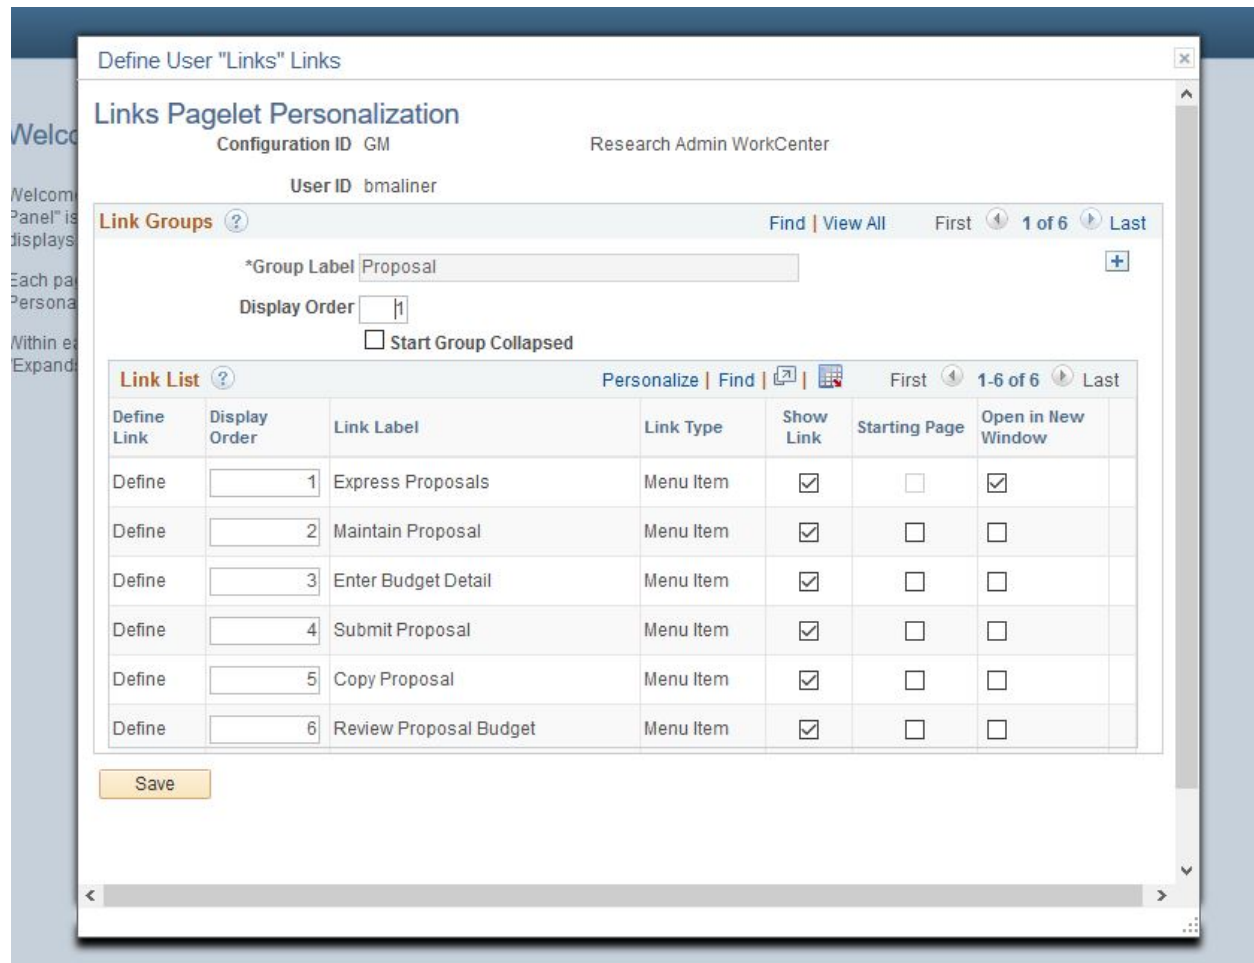 Define User "Links" Links
Links Pagelet Personalization
Configuration ID GM Research Admin WorkCenter
User ID bmaliner
Link Groups ? Find | View All First 1 of 6 Last
*Group Label Proposal
Display Order 1
Start Group Collapsed
Link List ? Personalize | Find | | First 1-6 of 6 Last
Define Link Display Order Link Label Link Type Show Link Starting Page Open in New Window
Define 1 Express Proposals Menu Item
Define 2 Maintain Proposal Menu Item
Define 3 Enter Budget Detail Menu Item
Define 4 Submit Proposal Menu Item
Define 5 Copy Proposal Menu Item
Define 6 Review Proposal Budget Menu Item
Save
Panel" is
displays